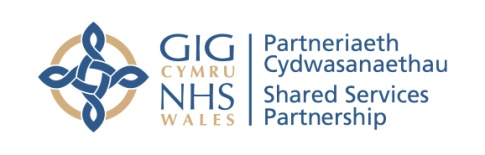 GIG
CYMRU
NHS
WALES
Partneriaeth
Cydwasanaethau
Shared Services
Partnership